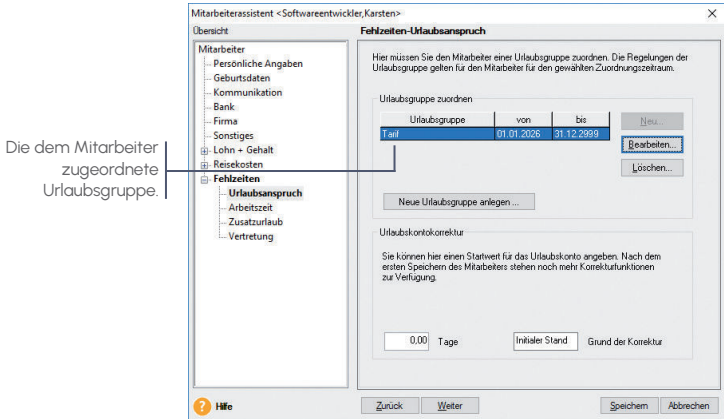 Mitarbeiterassistent <Softwareentwickler,Karsten>
Übersicht
Fehlzeiten-Urlaubsanspruch
Mitarbeiter
Persönliche Angaben
Geburtsdaten
Kommunikation
Bank
Firma
Sonstiges
Lohn + Gehalt
Reisekosten
Fehlzeiten
Urlaubsanspruch
Arbeitszeit
Zusatzurlaub
Vertretung
Die dem Mitarbeiter
zugeordnete
Urlaubsgruppe.
Hier müssen Sie den Mitarbeiter einer Urlaubsgruppe zuordnen. Die Regelungen der
Urlaubsgruppe gelten für den Mitarbeiter für den gewählten Zuordnungszeitraum.
Urlaubsgruppe zuordnen
Urlaubsgruppe von bis
Tarif 01.01.2026 31.12.2999
Neu...
Bearbeiten...
Löschen...
Neue Urlaubsgruppe anlegen ...
Urlaubskontokorrektur
Sie können hier einen Startwert für das Urlaubskonto angeben. Nach dem
ersten Speichern des Mitarbeiters stehen noch mehr Korrekturfunktionen
zur Verfügung.
0,00 Tage Initialer Stand Grund der Korrektur
? Hilfe Zurück Weiter Speichern Abbrechen